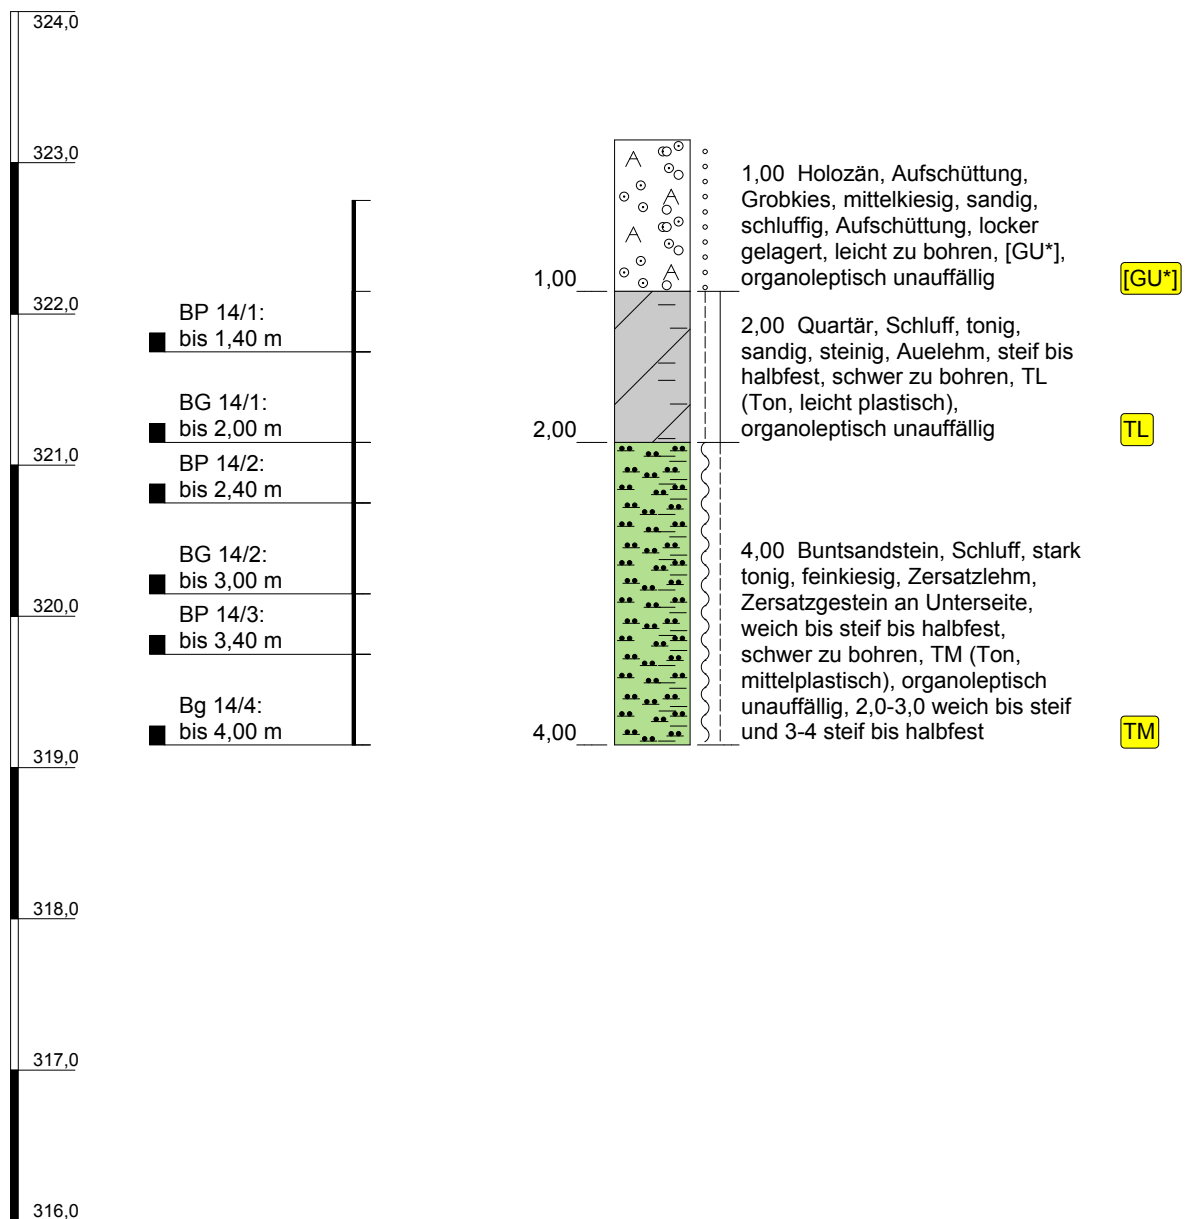 324,0
323,0
322,0
321,0
320,0
319,0
318,0
317,0
316,0
BP 14/1:
bis 1,40 m
BG 14/1:
bis 2,00 m
BP 14/2:
bis 2,40 m
BG 14/2:
bis 3,00 m
BP 14/3:
bis 3,40 m
Bg 14/4:
bis 4,00 m
1,00
2,00
4,00
A
A
A
A
1,00 Holozän, Aufschüttung,
Grobkies, mittelkiesig, sandig,
schluffig, Aufschüttung, locker
gelagert, leicht zu bohren, [GU*],
organoleptisch unauffällig
[GU*]
2,00 Quartär, Schluff, tonig,
sandig, steinig, Auelehm, steif bis
halbfest, schwer zu bohren, TL
(Ton, leicht plastisch),
organoleptisch unauffällig
TL
4,00 Buntsandstein, Schluff, stark
tonig, feinkiesig, Zersatzlehm,
Zersatzgestein an Unterseite,
weich bis steif bis halbfest,
schwer zu bohren, TM (Ton,
mittelplastisch), organoleptisch
unauffällig, 2,0-3,0 weich bis steif
und 3-4 steif bis halbfest
TM